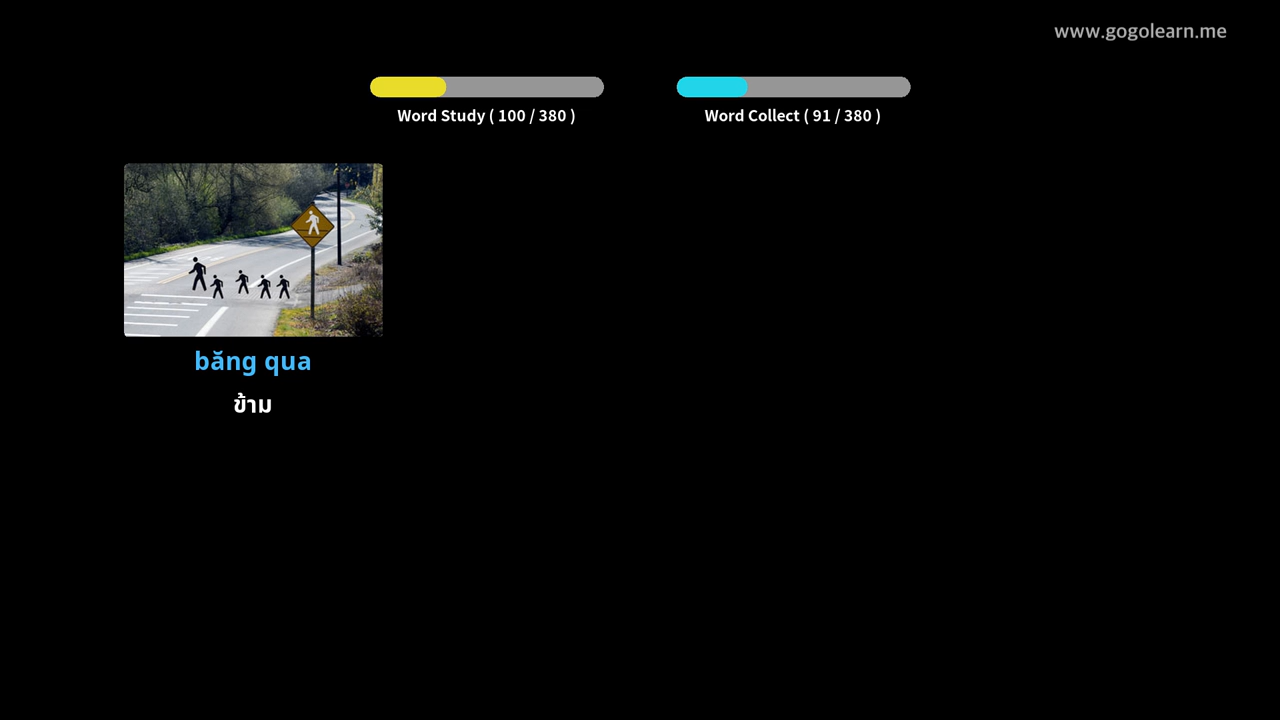 www.gogolearn.me
Word Study ( 100 / 380 )
Word Collect ( 91 / 380 )
băng qua
ข้าม